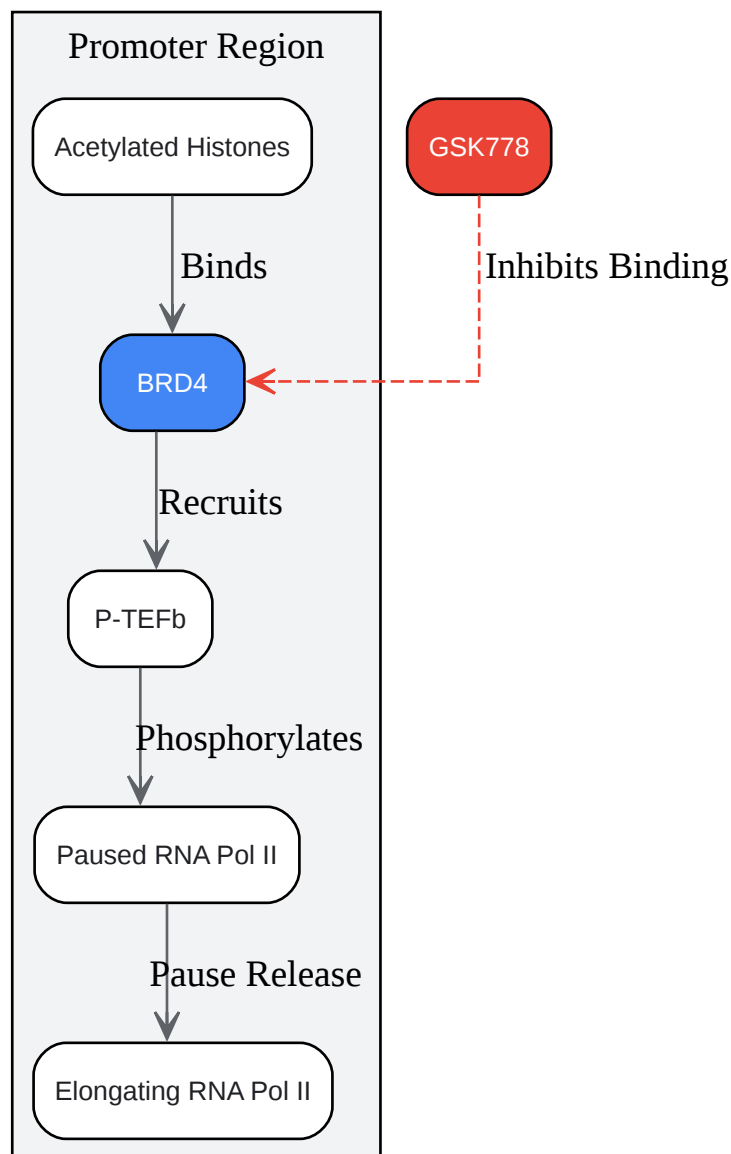 Promoter Region
Acetylated Histones
GSK778
Binds
Inhibits Binding
BRD4
Recruits
P-TEFb
Phosphorylates
Paused RNA Pol II
Pause Release
Elongating RNA Pol II